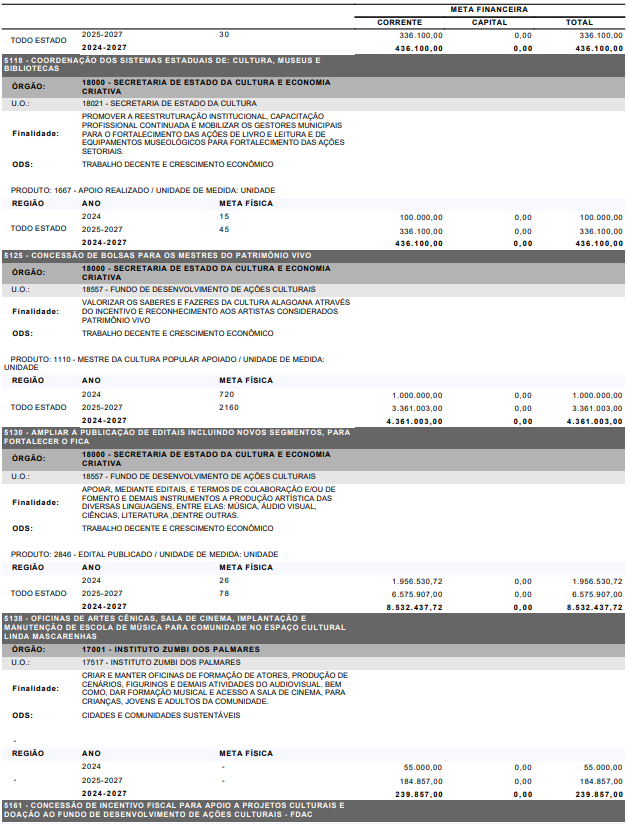 META FINANCEIRA
CORRENTE CAPITAL TOTAL
TODO ESTADO 2025-2027 30 336.100,00 0,00 336.100,00
2024-2027 436.100,00 0,00 436.100,00
5118 - COORDENAÇÃO DOS SISTEMAS ESTADUAIS DE: CULTURA, MUSEUS E
BIBLIOTECAS
ÓRGÃO: 18000 - SECRETARIA DE ESTADO DA CULTURA E ECONOMIA
CRIATIVA
U.O.: 18021 - SECRETARIA DE ESTADO DA CULTURA
Finalidade: PROMOVER A REESTRUTURAÇÃO INSTITUCIONAL, CAPACITAÇÃO
PROFISSIONAL CONTINUADA E MOBILIZAR OS GESTORES MUNICIPAIS
PARA O FORTALECIMENTO DAS AÇÕES DE LIVRO E LEITURA E DE
EQUIPAMENTOS MUSEOLÓGICOS PARA FORTALECIMENTO DAS AÇÕES
SETORIAIS.
ODS: TRABALHO DECENTE E CRESCIMENTO ECONÔMICO
PRODUTO: 1667 - APOIO REALIZADO / UNIDADE DE MEDIDA: UNIDADE
REGIÃO ANO META FÍSICA
2024 15 100.000,00 0,00 100.000,00
TODO ESTADO 2025-2027 45 336.100,00 0,00 336.100,00
2024-2027 436.100,00 0,00 436.100,00
5125 - CONCESSÃO DE BOLSAS PARA OS MESTRES DO PATRIMÔNIO VIVO
ÓRGÃO: 18000 - SECRETARIA DE ESTADO DA CULTURA E ECONOMIA
CRIATIVA
U.O.: 18557 - FUNDO DE DESENVOLVIMENTO DE AÇÕES CULTURAIS
Finalidade: VALORIZAR OS SABERES E FAZERES DA CULTURA ALAGOANA ATRAVÉS
DO INCENTIVO E RECONHECIMENTO AOS ARTISTAS CONSIDERADOS
PATRIMÔNIO VIVO
ODS: TRABALHO DECENTE E CRESCIMENTO ECONÔMICO
PRODUTO: 1110 - MESTRE DA CULTURA POPULAR APOIADO / UNIDADE DE MEDIDA:
UNIDADE
REGIÃO ANO META FÍSICA
2024 720 1.000.000,00 0,00 1.000.000,00
TODO ESTADO 2025-2027 2160 3.361.003,00 0,00 3.361.003,00
2024-2027 4.361.003,00 0,00 4.361.003,00
5130 - AMPLIAR A PUBLICAÇÃO DE EDITAIS INCLUINDO NOVOS SEGMENTOS, PARA
FORTALECER O FICA
ÓRGÃO: 18000 - SECRETARIA DE ESTADO DA CULTURA E ECONOMIA
CRIATIVA
U.O.: 18557 - FUNDO DE DESENVOLVIMENTO DE AÇÕES CULTURAIS
Finalidade: APOIAR, MEDIANTE EDITAIS, E TERMOS DE COLABORAÇÃO E/OU DE
FOMENTO E DEMAIS INSTRUMENTOS A PRODUÇÃO ARTÍSTICA DAS
DIVERSAS LINGUAGENS, ENTRE ELAS: MÚSICA, ÁUDIO VISUAL,
CIÊNCIAS, LITERATURA ,DENTRE OUTRAS.
ODS: TRABALHO DECENTE E CRESCIMENTO ECONÔMICO
PRODUTO: 2846 - EDITAL PUBLICADO / UNIDADE DE MEDIDA: UNIDADE
REGIÃO ANO META FÍSICA
2024 26 1.956.530,72 0,00 1.956.530,72
TODO ESTADO 2025-2027 78 6.575.907,00 0,00 6.575.907,00
2024-2027 8.532.437,72 0,00 8.532.437,72
5138 - OFICINAS DE ARTES CÊNICAS, SALA DE CINEMA, IMPLANTAÇÃO E
MANUTENÇÃO DE ESCOLA DE MÚSICA PARA COMUNIDADE NO ESPAÇO CULTURAL
LINDA MASCARENHAS
ÓRGÃO: 17001 - INSTITUTO ZUMBI DOS PALMARES
U.O.: 17517 - INSTITUTO ZUMBI DOS PALMARES
Finalidade: CRIAR E MANTER OFICINAS DE FORMAÇÃO DE ATORES, PRODUÇÃO DE
CENÁRIOS, FIGURINOS E DEMAIS ATIVIDADES DO AUDIOVISUAL. BEM
COMO, DAR FORMAÇÃO MUSICAL E ACESSO A SALA DE CINEMA, PARA
CRIANÇAS, JOVENS E ADULTOS DA COMUNIDADE.
ODS: CIDADES E COMUNIDADES SUSTENTÁVEIS
-
REGIÃO ANO META FÍSICA
2024 - 55.000,00 0,00 55.000,00
- 2025-2027 - 184.857,00 0,00 184.857,00
2024-2027 239.857,00 0,00 239.857,00
5161 - CONCESSÃO DE INCENTIVO FISCAL PARA APOIO A PROJETOS CULTURAIS E
DOAÇÃO AO FUNDO DE DESENVOLVIMENTO DE AÇÕES CULTURAIS - FDAC